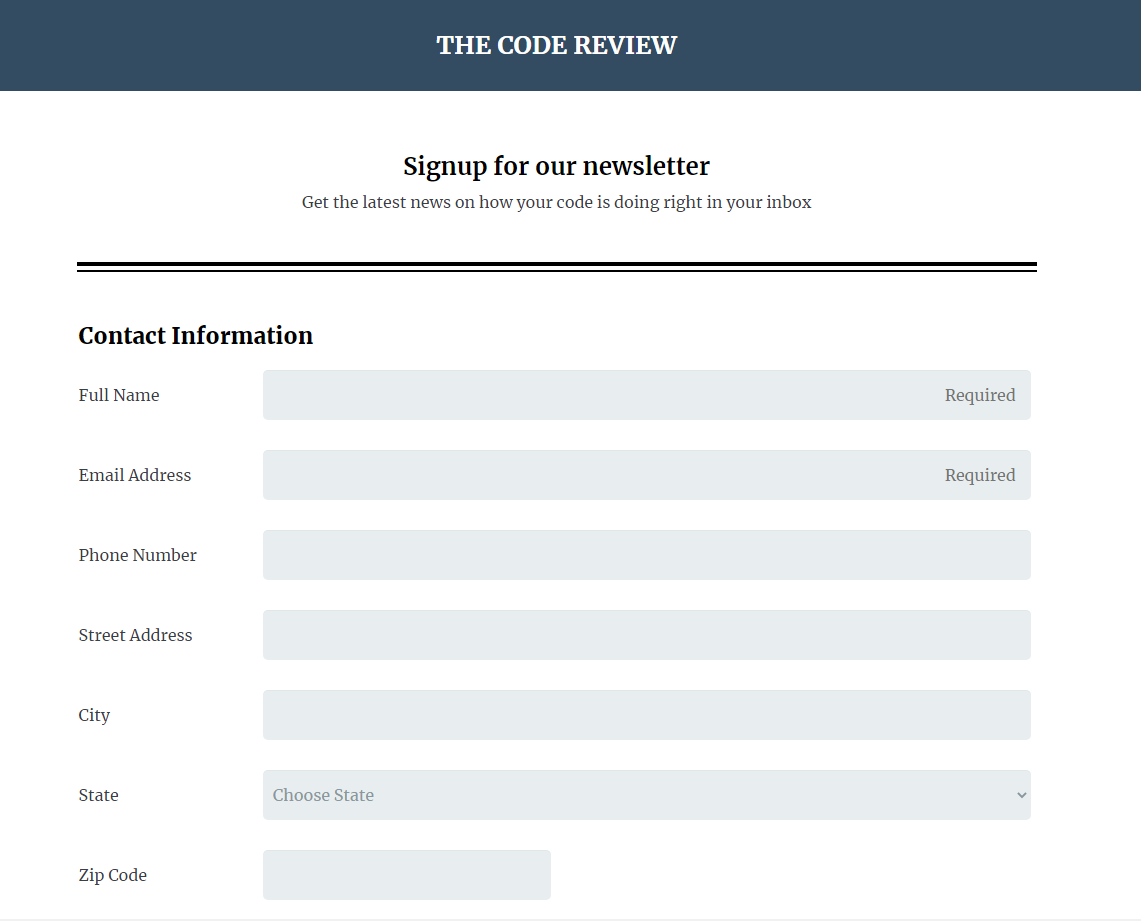 THE CODE REVIEW
Signup for our newsletter
Get the latest news on how your code is doing right in your inbox
Contact Information
Full Name Required
Email Address Required
Phone Number
Street Address
City
State Choose State
Zip Code